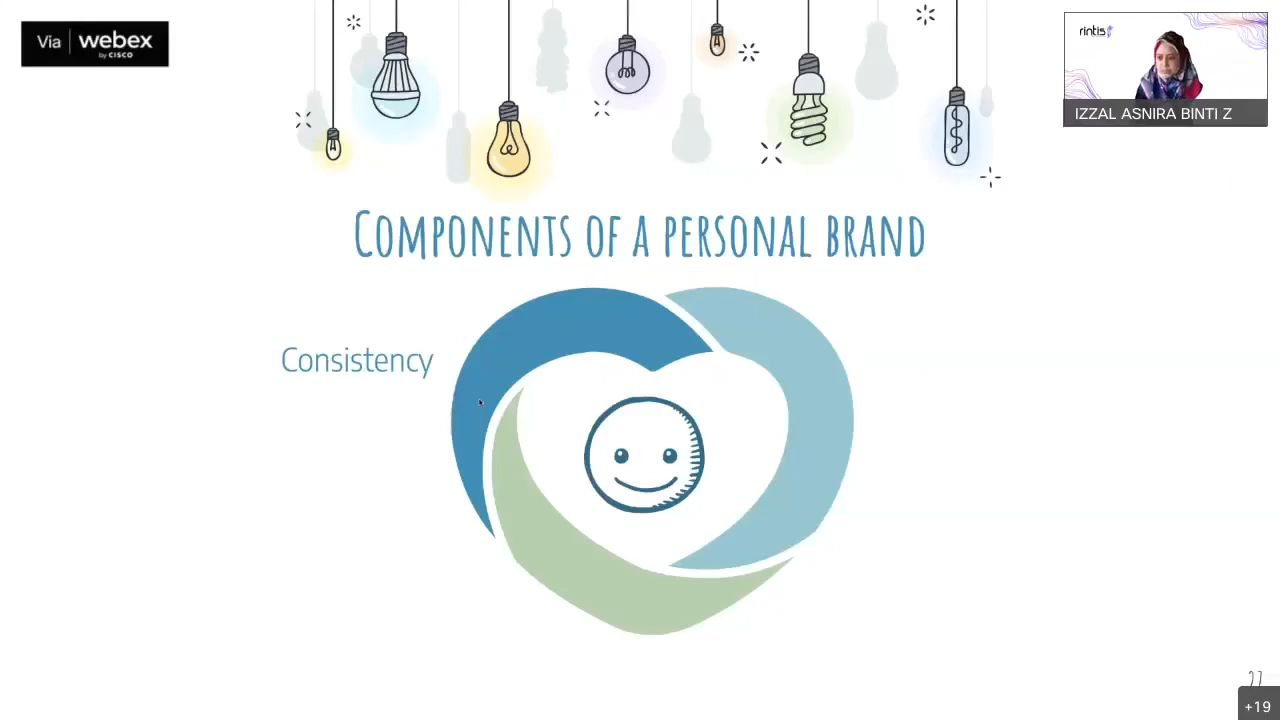 Via webex
by CISCO
rintis
IZZAL ASNIRA BINTI Z
COMPONENTS OF A PERSONAL BRAND
Consistency
+19